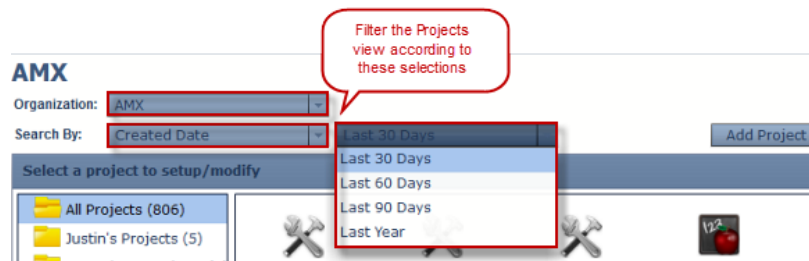 Filter the Projects
view according to
these selections
AMX
Organization: AMX
Search By: Created Date Last 30 Days Add Project
Select a project to setup/modify
Last 30 Days
Last 60 Days
Last 90 Days
Last Year
All Projects (806)
Justin's Projects (5)
123